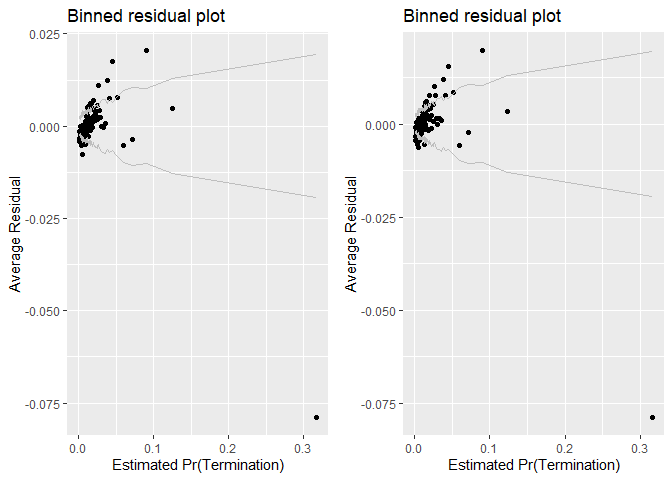 Binned residual plot
Average Residual
0.025
0.000
-0.025
-0.050
-0.075
0.0 0.1 0.2 0.3
Estimated Pr(Termination)
Binned residual plot
Average Residual
0.000
-0.025
-0.050
-0.075
0.0 0.1 0.2 0.3
Estimated Pr(Termination)